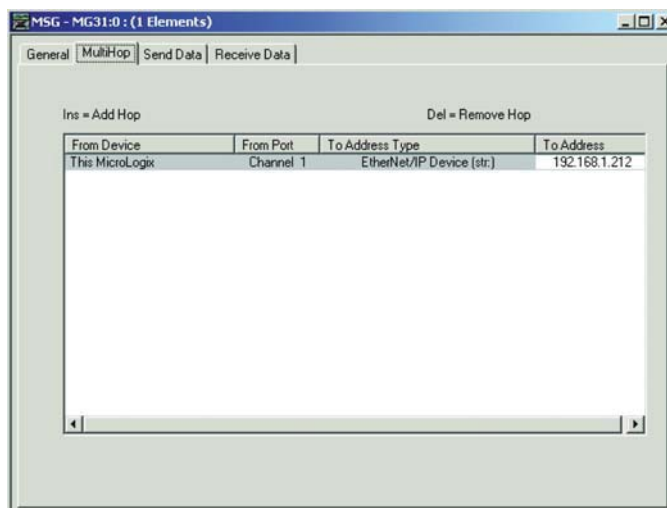 MSG - MG31:0 : (1 Elements)
General MultiHop Send Data Receive Data
Ins = Add Hop Del = Remove Hop
From Device From Port To Address Type To Address
This MicroLogix Channel 1 EtherNet/IP Device (str.) 192.168.1.212